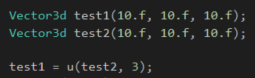 Vector3d test1(10.f, 10.f, 10.f);
Vector3d test2(10.f, 10.f, 10.f);
test1 = u(test2, 3);